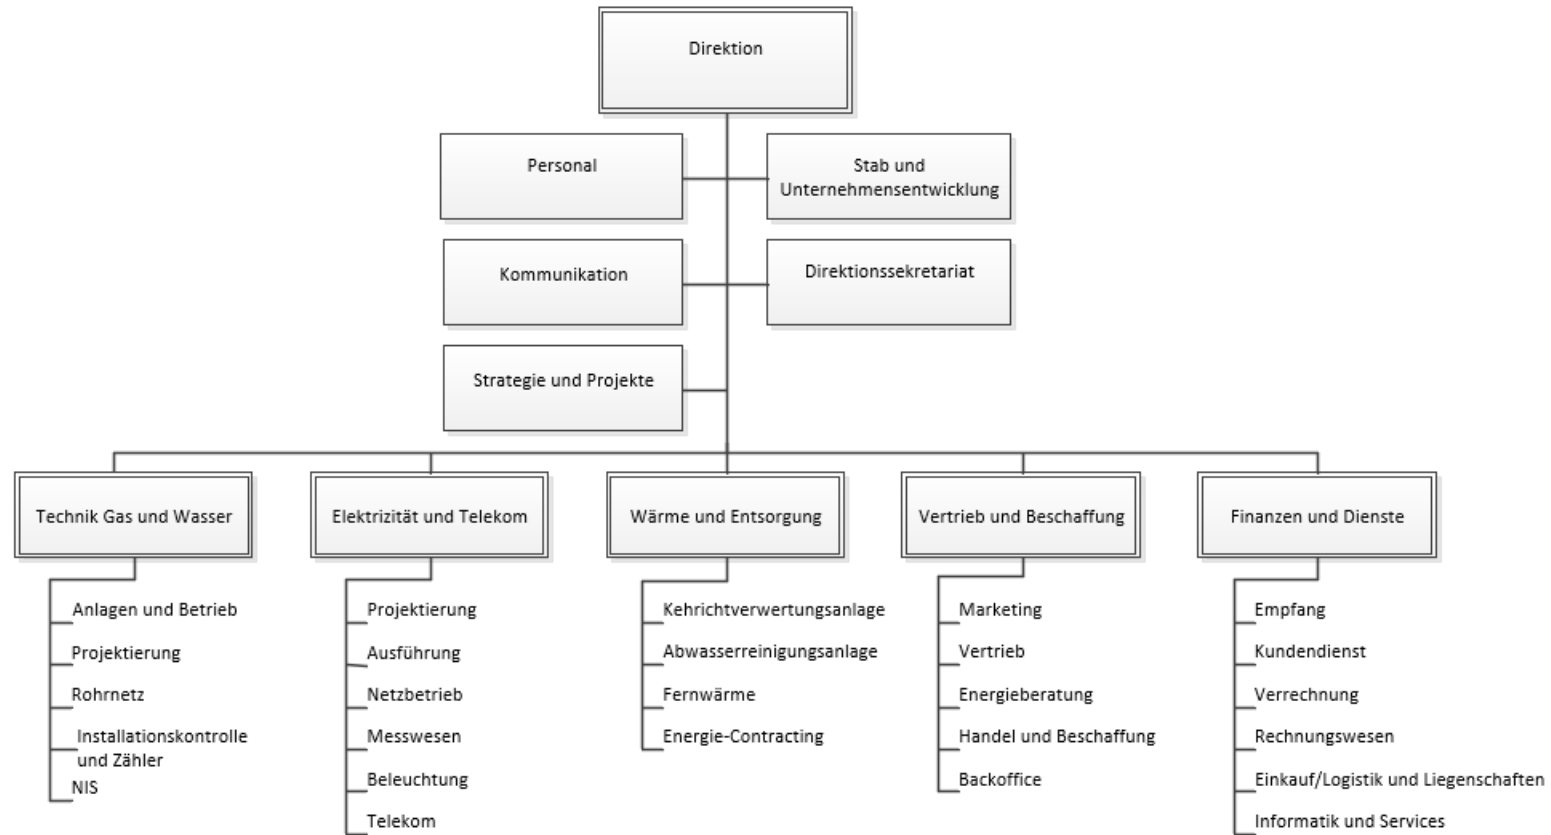 Direktion
Personal
Stab und
Unternehmensentwicklung
Kommunikation
Direktionssekretariat
Strategie und Projekte
Technik Gas und Wasser
Elektrizität und Telekom
Wärme und Entsorgung
Vertrieb und Beschaffung
Finanzen und Dienste
Anlagen und Betrieb
Projektierung
Rohrnetz
Installationskontrolle
und Zähler
NIS
Projektierung
Ausführung
Netzbetrieb
Messwesen
Beleuchtung
Telekom
Kehrichtverwertungsanlage
Abwasserreinigungsanlage
Fernwärme
Energie-Contracting
Marketing
Vertrieb
Energieberatung
Handel und Beschaffung
Backoffice
Empfang
Kundendienst
Verrechnung
Rechnungswesen
Einkauf/Logistik und Liegenschaften
Informatik und Services